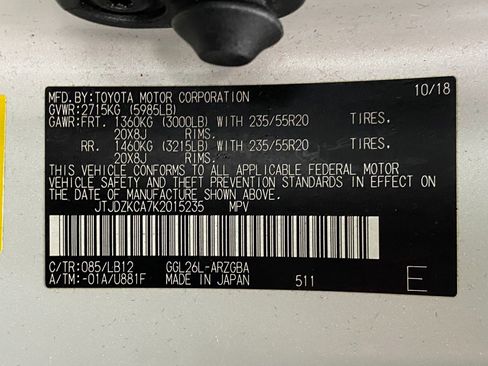 MFD.BY:TOYOTA MOTOR CORPORATION 10/18
GVWR:2715KG (5985LB)
GAWR:FRT. 1360KG (3000LB) WITH 235/55R20 TIRES.
20X8J RIMS.
RR. 1460KG (3215LB) WITH 235/55R20 TIRES.
20X8J RIMS.
THIS VEHICLE CONFORMS TO ALL APPLICABLE FEDERAL MOTOR
VEHICLE SAFETY AND THEFT PREVENTION STANDARDS IN EFFECT ON
THE DATE OF MANUFACTURE SHOWN ABOVE.
JTJDZKCA7K2015235 MPV
C/TR:085/LB12 GGL26L-ARZGBA
A/TM:-01A/U881F MADE IN JAPAN 511 E